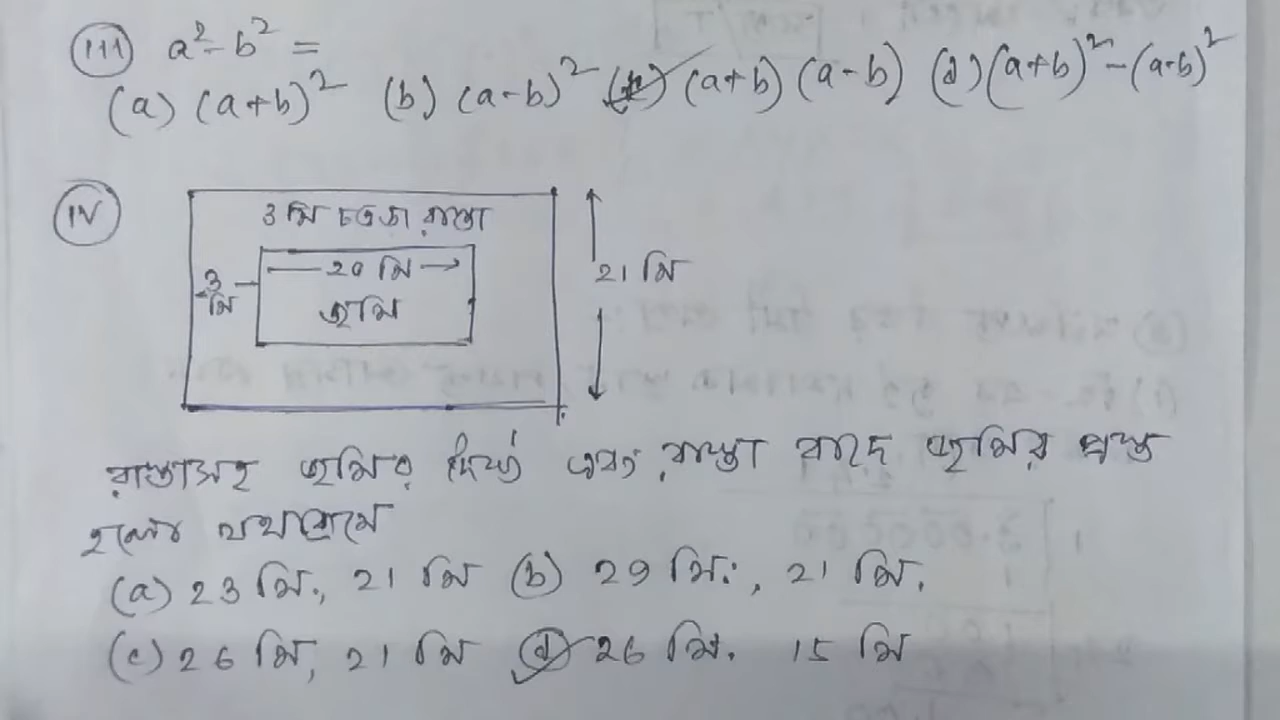 (iii) a² - b² =
(a) (a+b)² (b) (a-b)² (a+b) (a-b) (d) (a+b)² - (a-b)²
(iv)
3 মি চওড়া রাস্তা
20 মি
3
মি
জমি
21 মি
রাস্তাসহ জমির দৈর্ঘ্য এবং রাস্তা বাদে জমির প্রস্থ
হলো যথাক্রমে
(a) 23 মি., 21 মি (b) 29 মি:, 21 মি.
(c) 26 মি, 21 মি (d) 26 মি. 15 মি